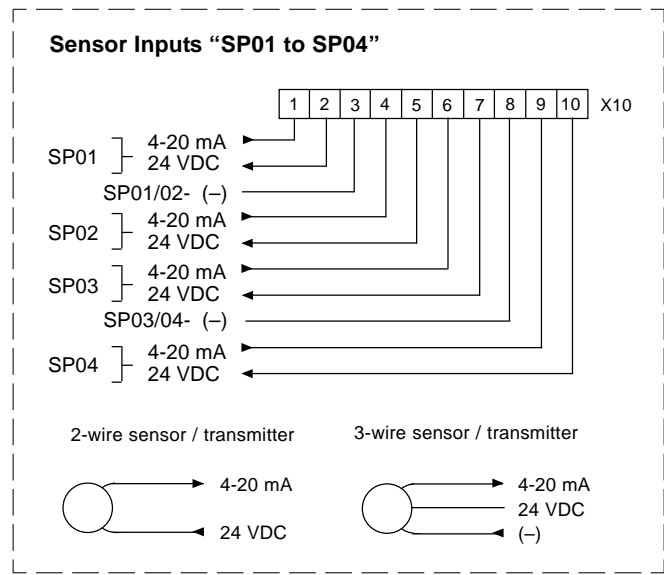 Sensor Inputs “SP01 to SP04”
1 2 3 4 5 6 7 8 9 10 X10
SP01
4-20 mA
24 VDC
SP01/02- (–)
SP02
4-20 mA
24 VDC
SP03
4-20 mA
24 VDC
SP03/04- (–)
SP04
4-20 mA
24 VDC
2-wire sensor / transmitter
4-20 mA
24 VDC
3-wire sensor / transmitter
4-20 mA
24 VDC
(–)